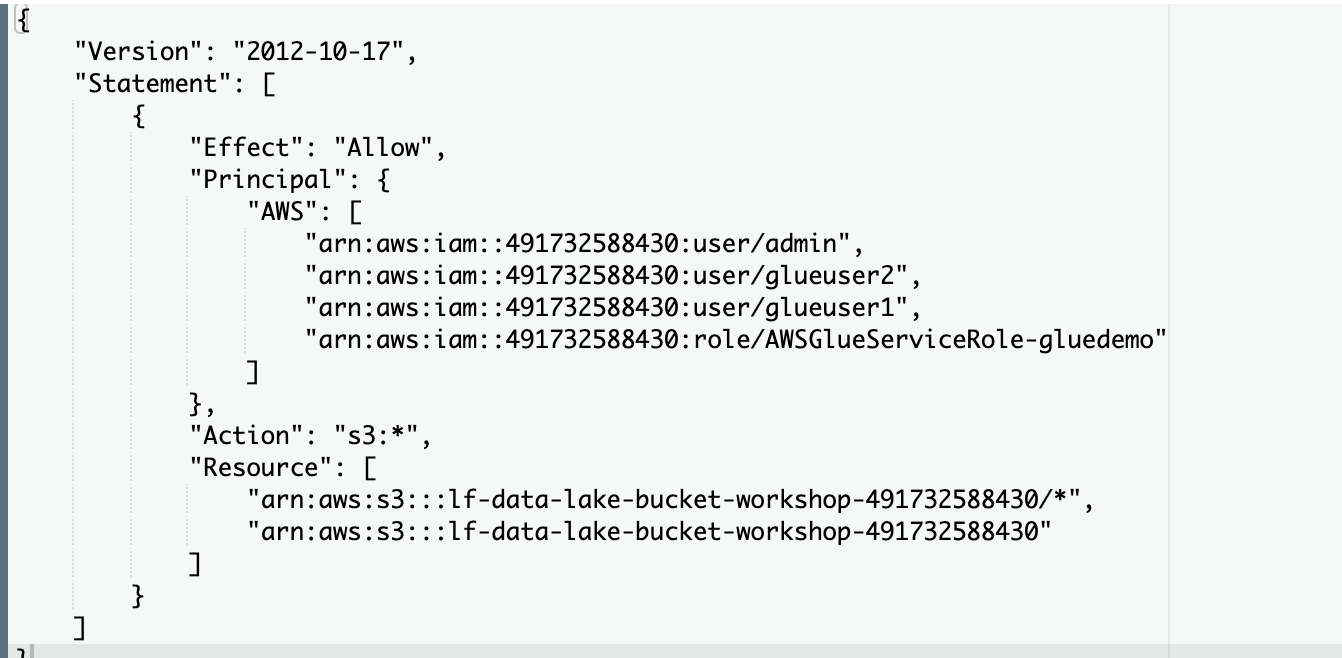 {
    "Version": "2012-10-17",
    "Statement": [
        {
            "Effect": "Allow",
            "Principal": {
                "AWS": [
                    "arn:aws:iam::491732588430:user/admin",
                    "arn:aws:iam::491732588430:user/glueuser2",
                    "arn:aws:iam::491732588430:user/glueuser1",
                    "arn:aws:iam::491732588430:role/AWSGlueServiceRole-gluedemo"
                ]
            },
            "Action": "s3:*",
            "Resource": [
                "arn:aws:s3:::lf-data-lake-bucket-workshop-491732588430/*",
                "arn:aws:s3:::lf-data-lake-bucket-workshop-491732588430"
            ]
        }
    ]
}